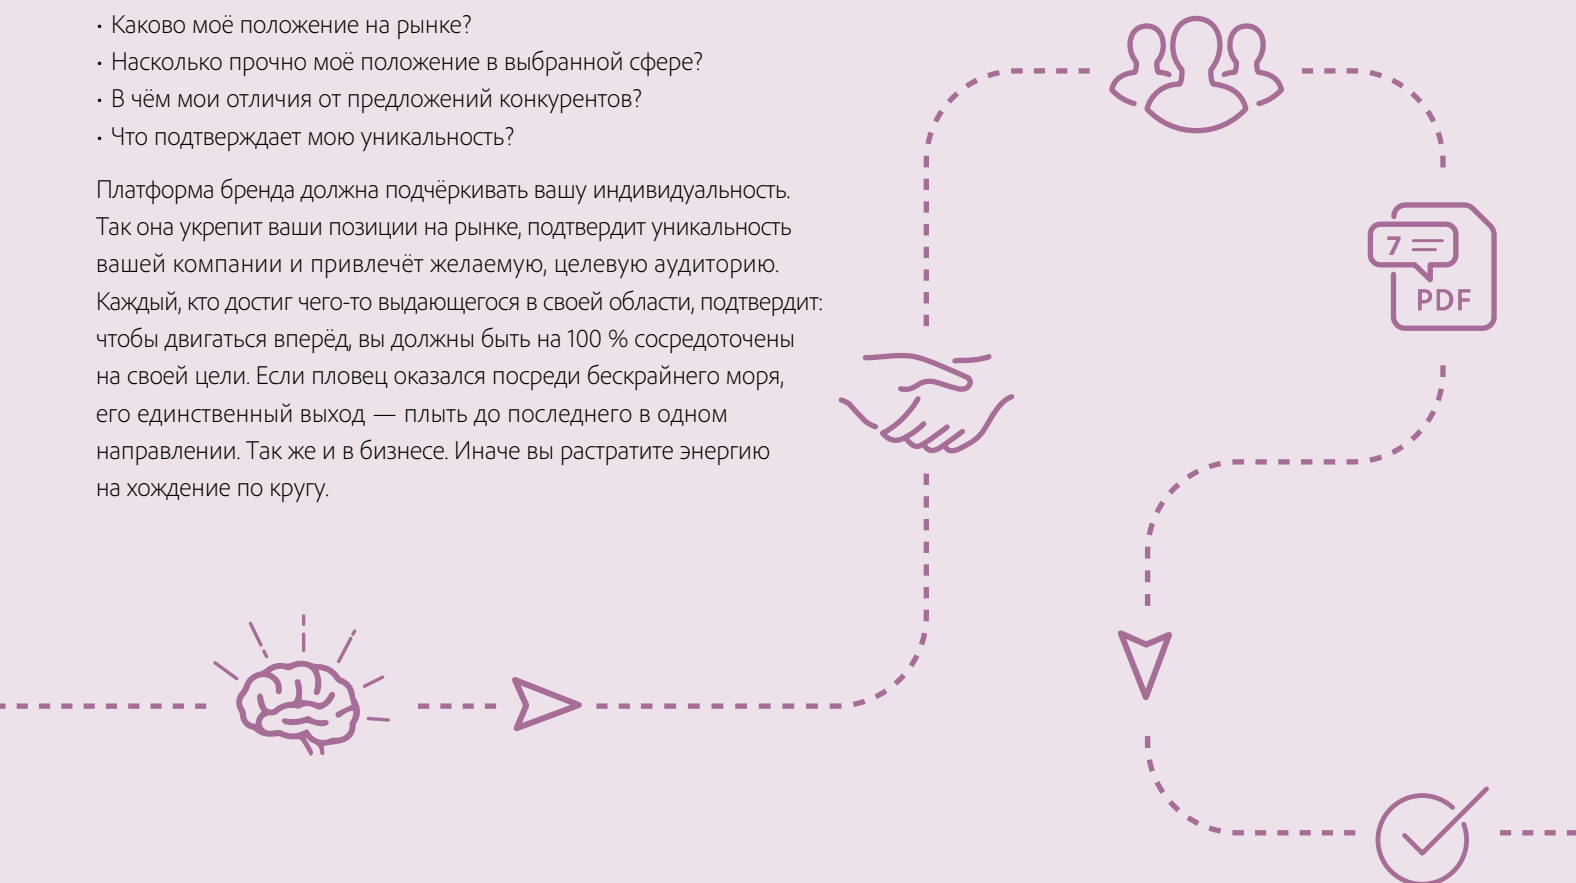 • Каково моё положение на рынке?
• Насколько прочно моё положение в выбранной сфере?
• В чём мои отличия от предложений конкурентов?
• Что подтверждает мою уникальность?
Платформа бренда должна подчёркивать вашу индивидуальность.
Так она укрепит ваши позиции на рынке, подтвердит уникальность
вашей компании и привлечёт желаемую, целевую аудиторию.
Каждый, кто достиг чего-то выдающегося в своей области, подтвердит:
чтобы двигаться вперёд, вы должны быть на 100 % сосредоточены
на своей цели. Если пловец оказался посреди бескрайнего моря,
его единственный выход — плыть до последнего в одном
направлении. Так же и в бизнесе. Иначе вы растратите энергию
на хождение по кругу.
7
PDF